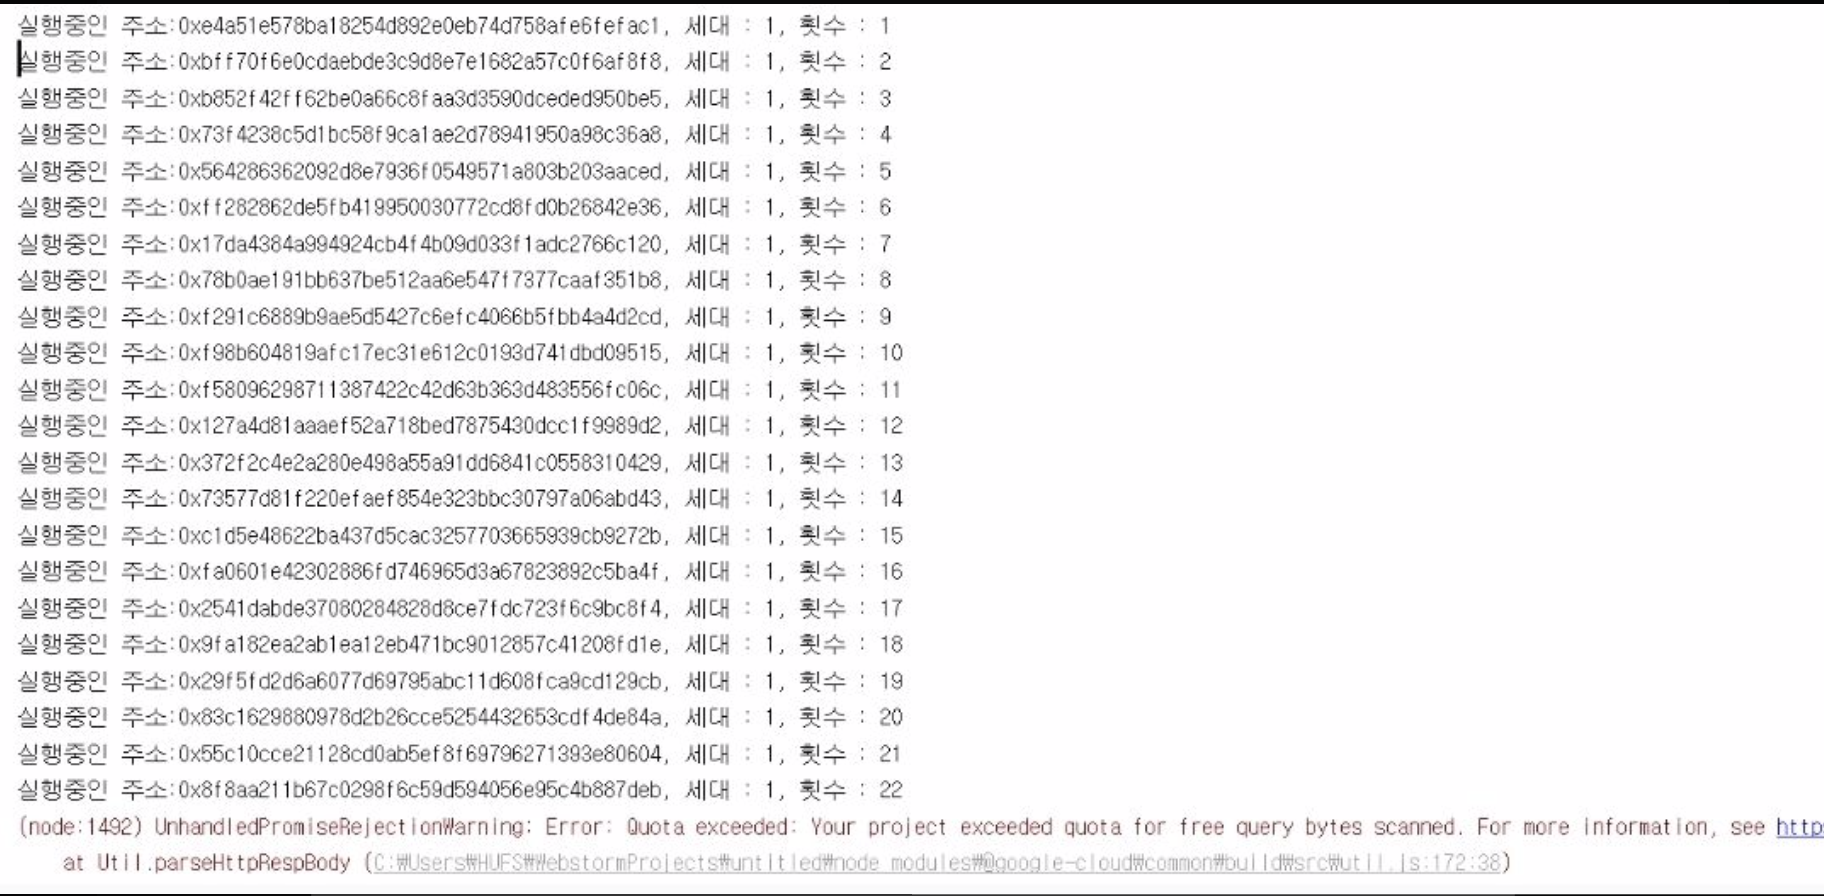 실행중인 주소:0xe4a51e578ba18254d892e0eb74d758afe6fefac1, 세대 : 1, 횟수 : 1
실행중인 주소:0xbff70f6e0cdaebde3c9d8e7e1682a57c0f6af8f8, 세대 : 1, 횟수 : 2
실행중인 주소:0xb852f42ff62be0a66c8faa3d3590dceded950be5, 세대 : 1, 횟수 : 3
실행중인 주소:0x73f4238c5d1bc58f9ca1ae2d78941950a98c36a8, 세대 : 1, 횟수 : 4
실행중인 주소:0x564286362092d8e7936f0549571a803b203aaced, 세대 : 1, 횟수 : 5
실행중인 주소:0xff282862de5fb419950030772cd8fd0b26842e36, 세대 : 1, 횟수 : 6
실행중인 주소:0x17da4384a994924cb4f4b09d033f1adc2766c120, 세대 : 1, 횟수 : 7
실행중인 주소:0x78b0ae191bb637be512aa6e547f7377caaf351b8, 세대 : 1, 횟수 : 8
실행중인 주소:0xf291c6889b9ae5d5427c6efc4066b5fbb4a4d2cd, 세대 : 1, 횟수 : 9
실행중인 주소:0xf98b604819afc17ec31e612c0193d741dbd09515, 세대 : 1, 횟수 : 10
실행중인 주소:0xf58096298711387422c42d63b363d483556fc06c, 세대 : 1, 횟수 : 11
실행중인 주소:0x127a4d81aaaef52a718bed7875430dcc1f9989d2, 세대 : 1, 횟수 : 12
실행중인 주소:0x372f2c4e2a280e498a55a91dd6841c0558310429, 세대 : 1, 횟수 : 13
실행중인 주소:0x73577d81f220efaef854e323bbc30797a06abd43, 세대 : 1, 횟수 : 14
실행중인 주소:0xc1d5e48622ba437d5cac3257703665939cb9272b, 세대 : 1, 횟수 : 15
실행중인 주소:0xfa0601e42302886fd746965d3a67823892c5ba4f, 세대 : 1, 횟수 : 16
실행중인 주소:0x2541dabde37080284828d8ce7fdc723f6c9bc8f4, 세대 : 1, 횟수 : 17
실행중인 주소:0x9fa182ea2ab1ea12eb471bc9012857c41208fd1e, 세대 : 1, 횟수 : 18
실행중인 주소:0x29f5fd2d6a6077d69795abc11d608fca9cd129cb, 세대 : 1, 횟수 : 19
실행중인 주소:0x83c1629880978d2b26cce5254432653cdf4de84a, 세대 : 1, 횟수 : 20
실행중인 주소:0x55c10cce21128cd0ab5ef8f69796271393e80604, 세대 : 1, 횟수 : 21
실행중인 주소:0x8f8aa211b67c0298f6c59d594056e95c4b887deb, 세대 : 1, 횟수 : 22
(node:1492) UnhandledPromiseRejectionWarning: Error: Quota exceeded: Your project exceeded quota for free query bytes scanned. For more information, see http
at Util.parseHttpRespBody (C:₩Users₩HUFS₩WebstormProjects₩untitled₩node_modules₩@google-cloud₩common₩build₩src₩util.js:172:38)